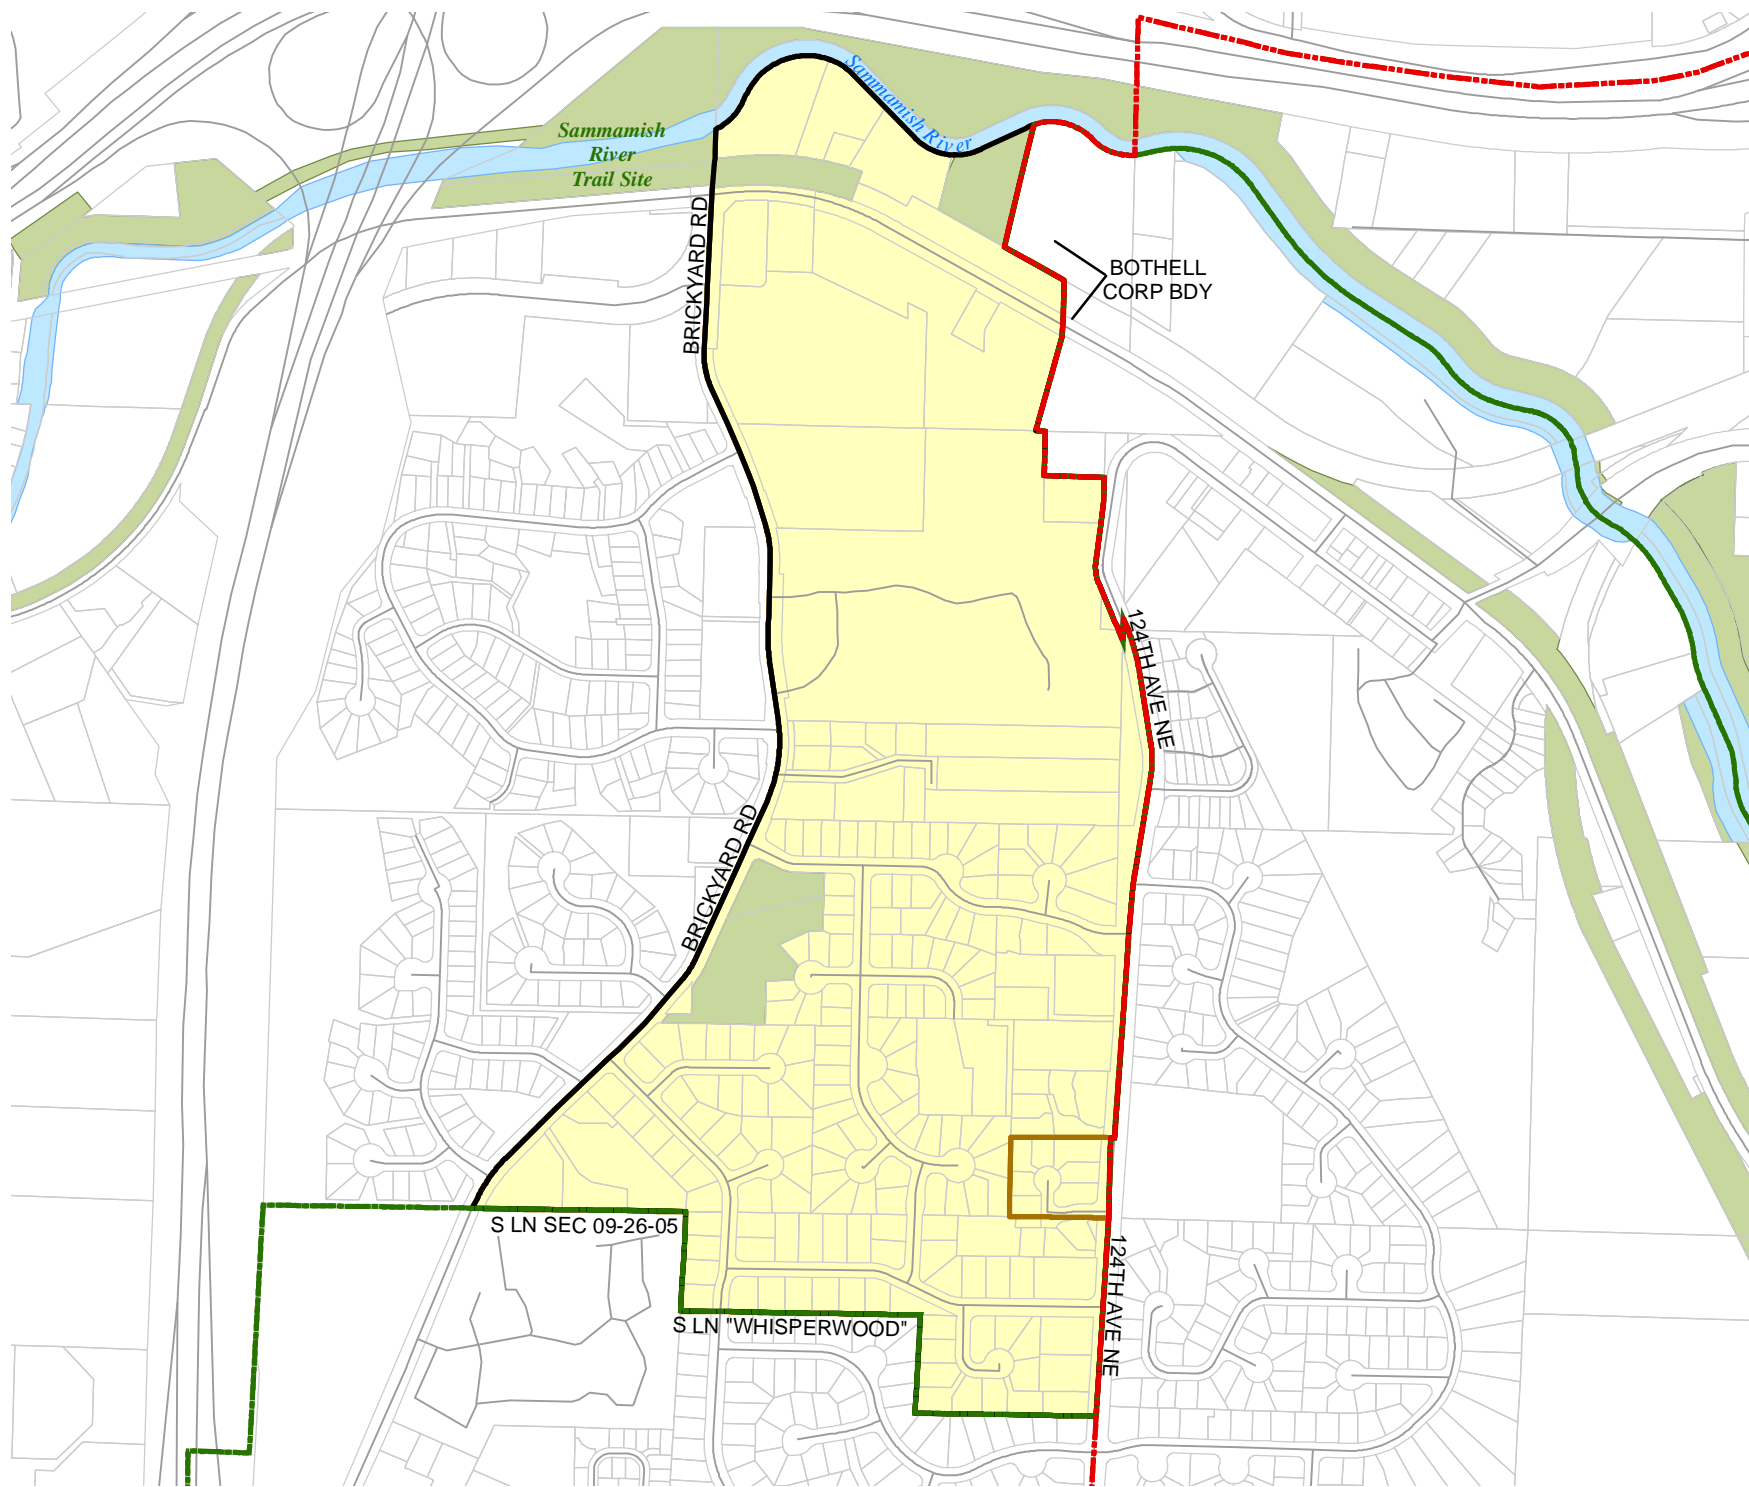 Sammamish River
Sammamish
River
Trail Site
BRICKYARD RD
BOTHELL
CORP BDY
124TH AVE NE
BRICKYARD RD
S LN SEC 09-26-05
124TH AVE NE
S LN "WHISPERWOOD"